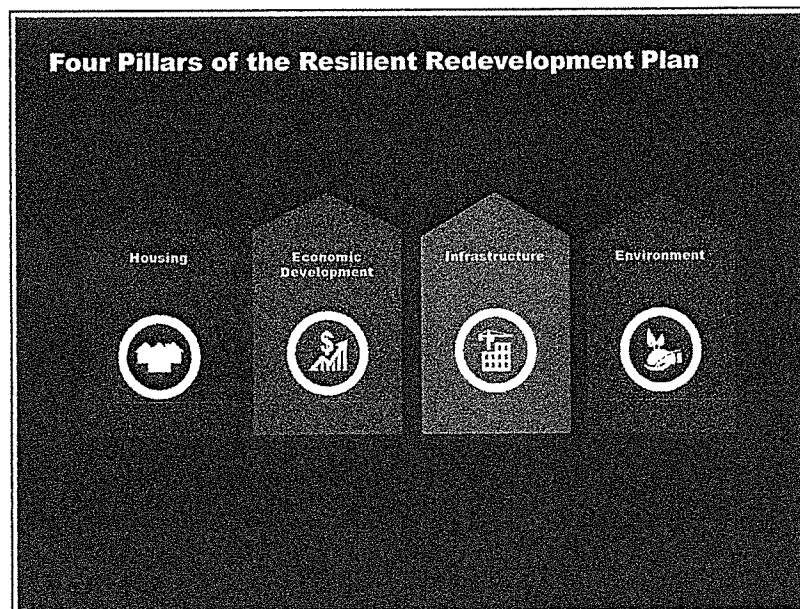 Four Pillars of the Resilient Redevelopment Plan
Housing
Economic
Development
Infrastructure
Environment
$